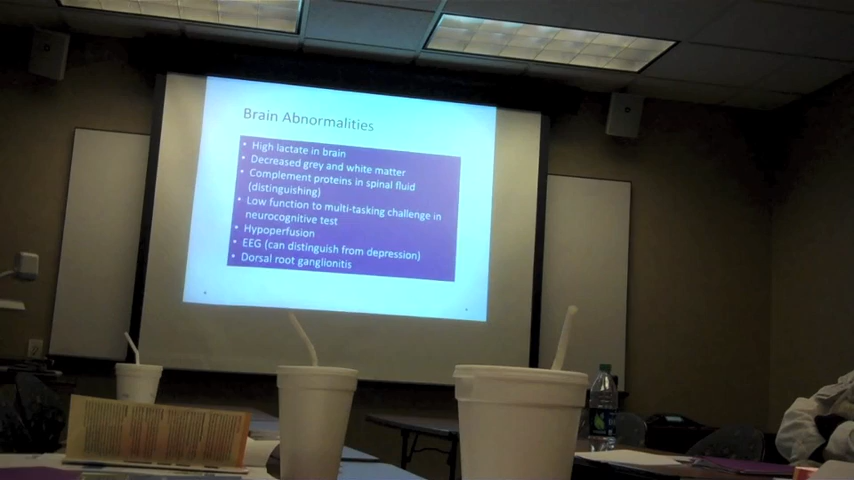 Brain Abnormalities
• High lactate in brain
• Decreased grey and white matter
• Complement proteins in spinal fluid
(distinguishing)
• Low function to multi-tasking challenge in
neurocognitive test
• Hypoperfusion
• EEG (can distinguish from depression)
• Dorsal root ganglionitis